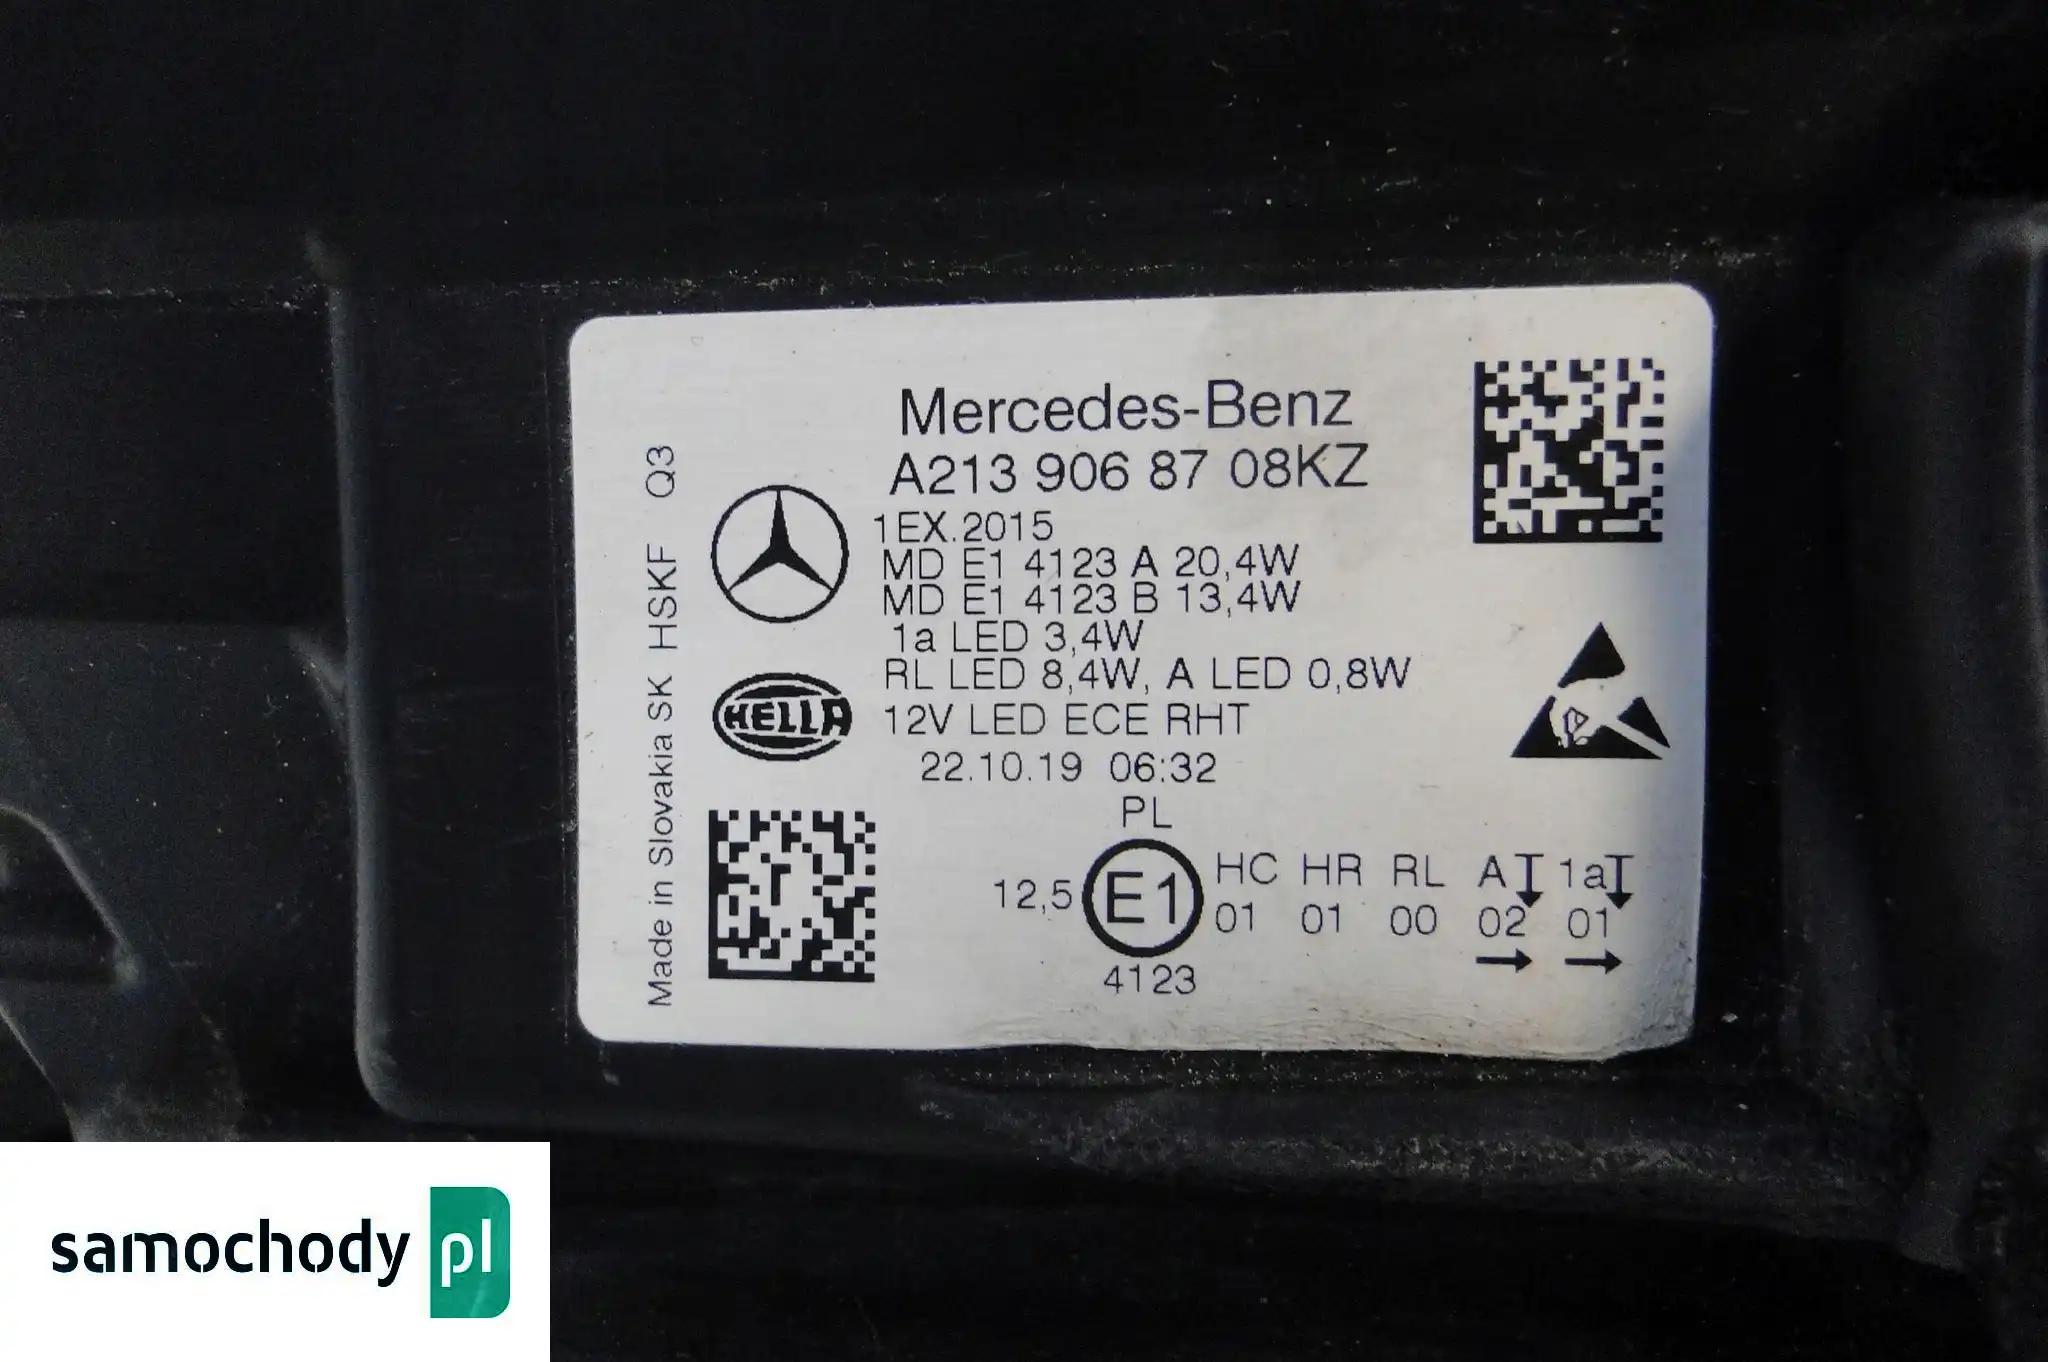 Mercedes-Benz
A213 906 87 08KZ
1EX.2015
MD E1 4123 A 20,4W
MD E1 4123 B 13,4W
1a LED 3,4W
RL LED 8,4W, A LED 0,8W
12V LED ECE RHT
22.10.19 06:32
PL
12,5 E1 HC HR RL A 1a
01 01 00 02 01
4123
HELLA
Made in Slovakia SK HSKF Q3
samochody pl